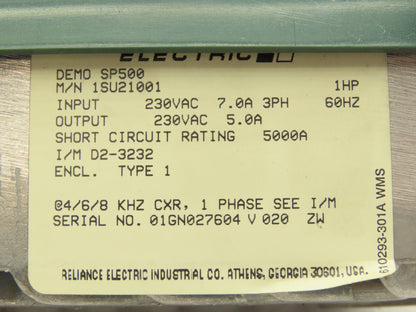 ELECTRIC
DEMO SP500
M/N 1SU21001 1HP
INPUT 230VAC 7.0A 3PH 60HZ
OUTPUT 230VAC 5.0A
SHORT CIRCUIT RATING 5000A
I/M D2-3232
ENCL. TYPE 1
@4/6/8 KHZ CXR, 1 PHASE SEE I/M
SERIAL NO. 01GN027604 V 020 ZW
RELIANCE ELECTRIC INDUSTRIAL CO. ATHENS, GEORGIA 30601, U.S.A.
610293-301A WMS